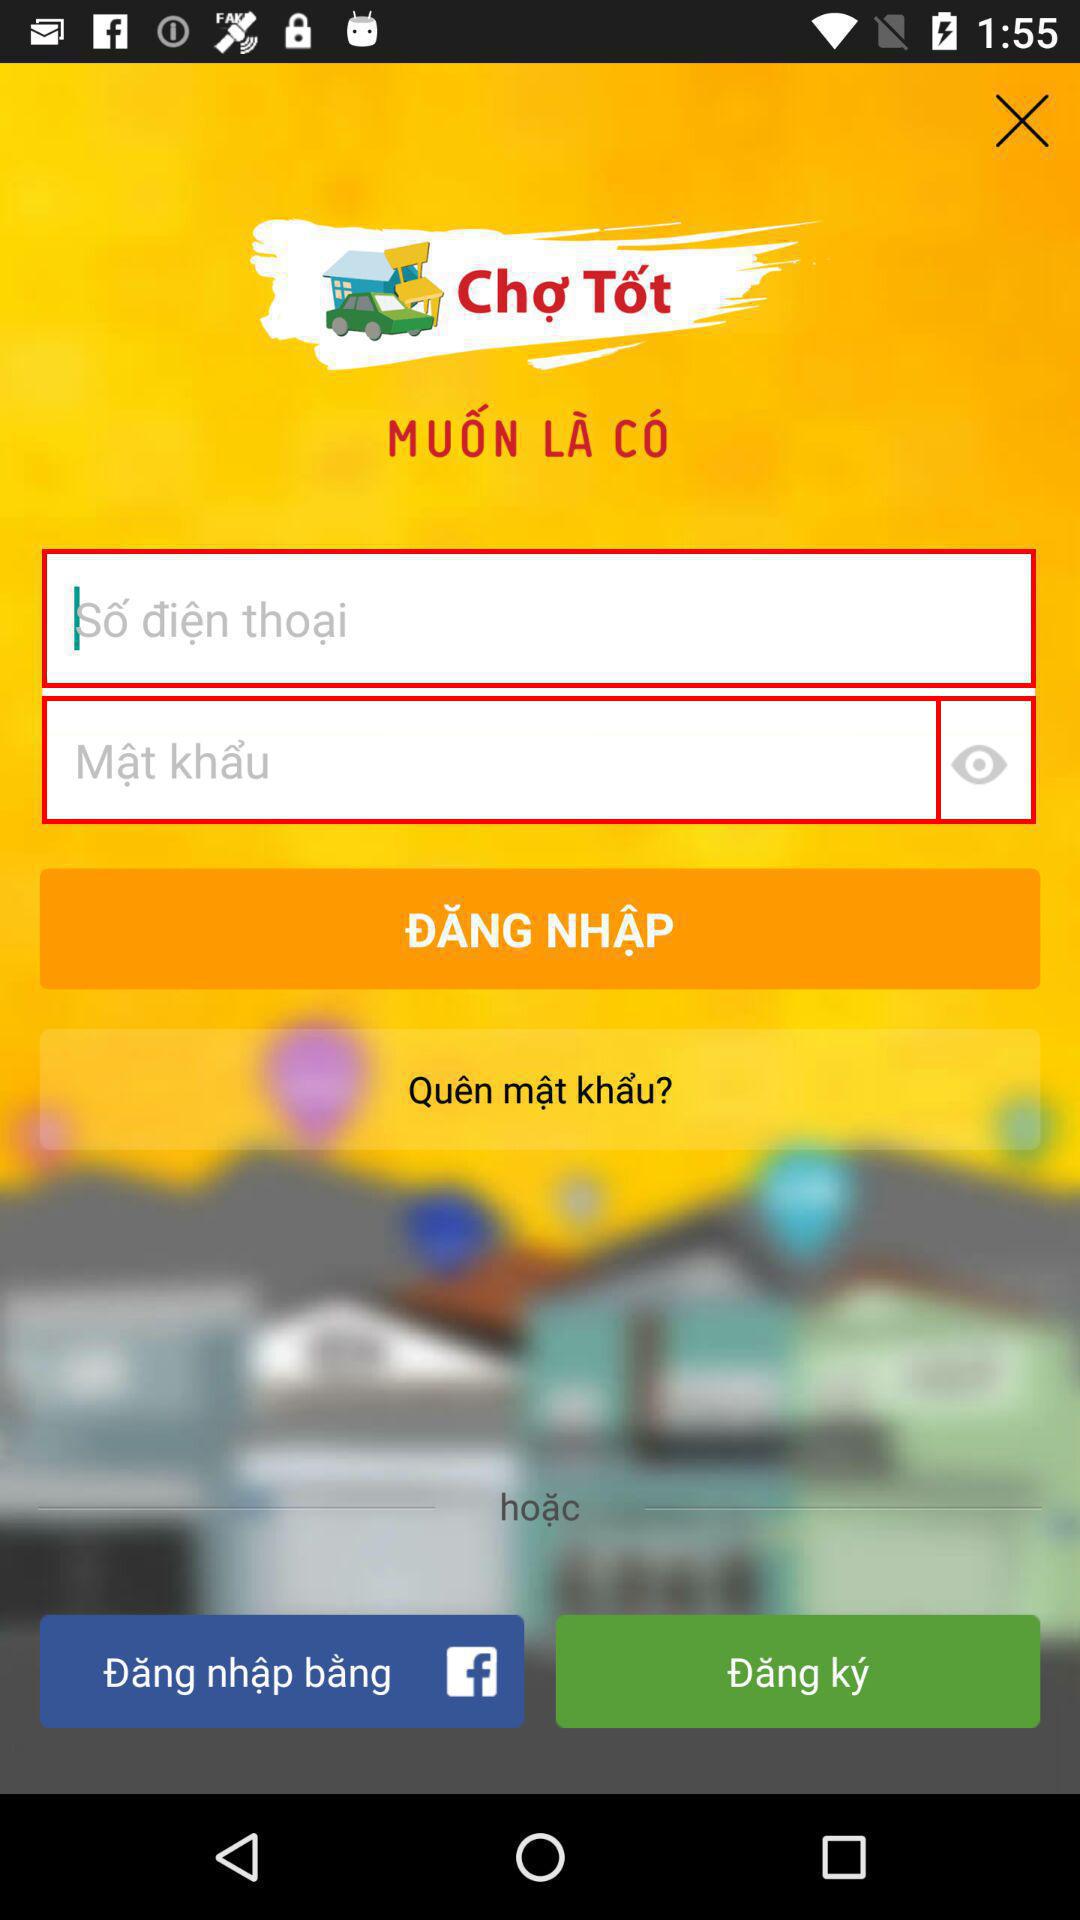 FAKE
1:55
Chợ Tốt
MUỐN LÀ CÓ
Số điện thoại
Mật khẩu
ĐĂNG NHẬP
Quên mật khẩu?
hoặc
Đăng nhập bằng
Đăng ký